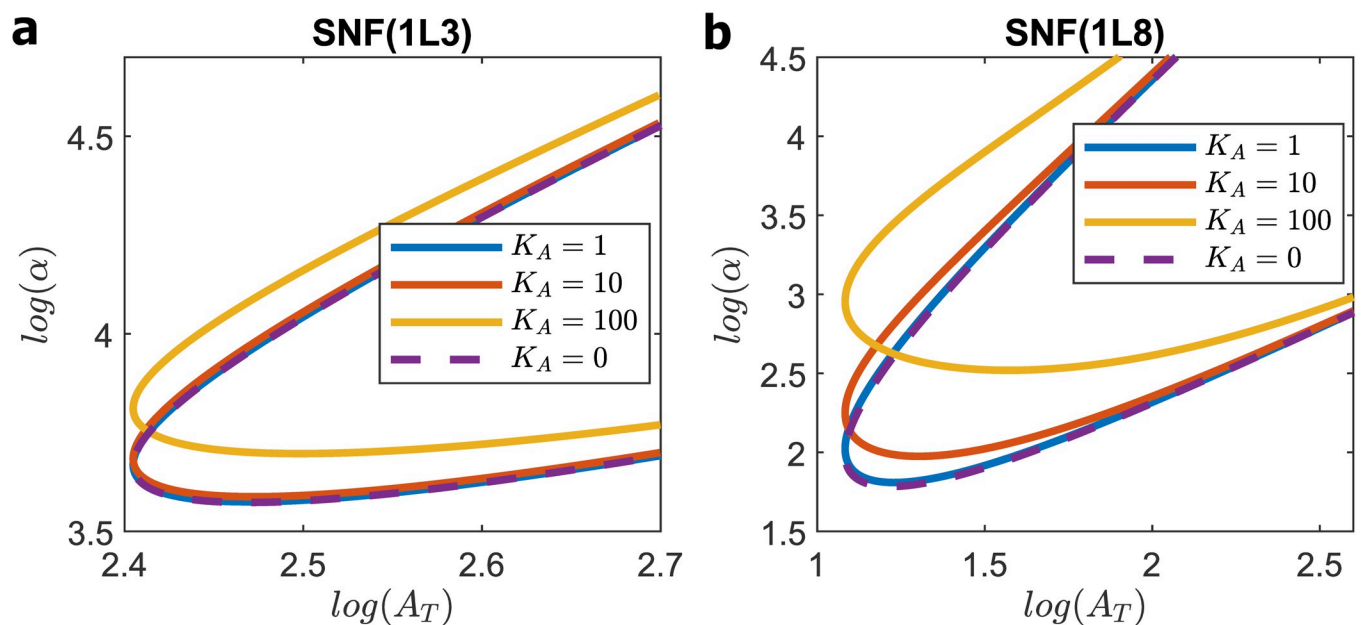 a
SNF(1L3)
log(α)
4.5
4
3.5
K_A = 1
K_A = 10
K_A = 100
K_A = 0
2.4 2.5 2.6 2.7
log(A_T)
b
SNF(1L8)
log(α)
4.5
4
3.5
3
2.5
2
1.5
K_A = 1
K_A = 10
K_A = 100
K_A = 0
1 1.5 2 2.5
log(A_T)